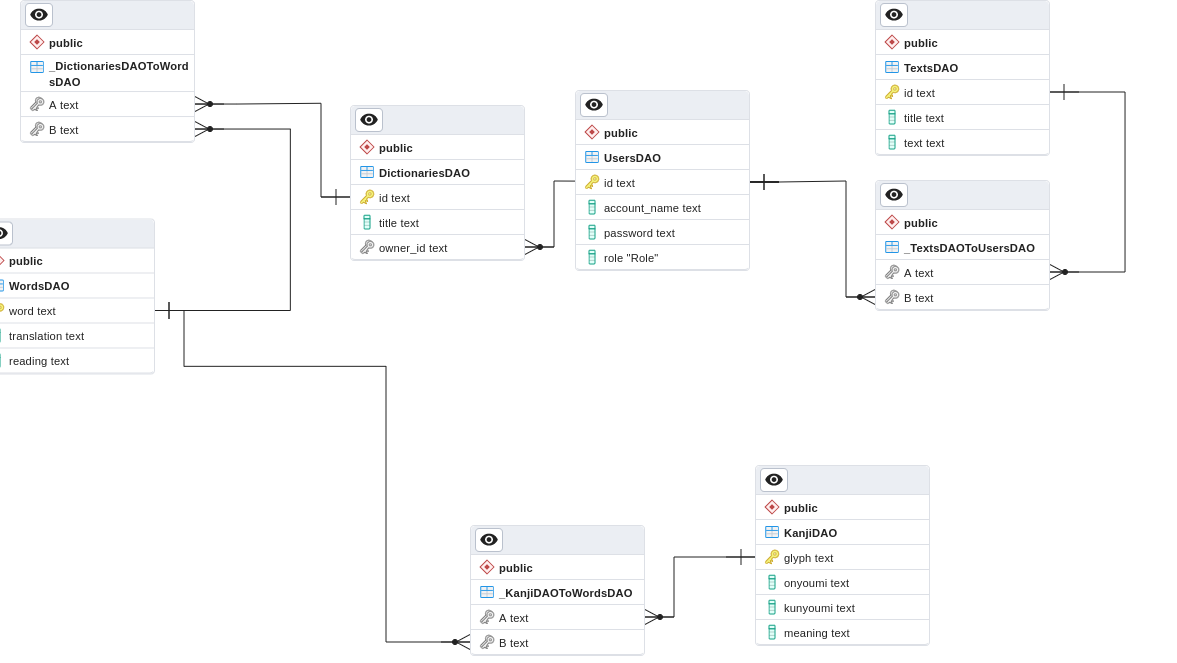 public
_DictionariesDAOToWord
sDAO
A text
B text
public
WordsDAO
word text
translation text
reading text
public
DictionariesDAO
id text
title text
owner_id text
public
UsersDAO
id text
account_name text
password text
role "Role"
public
TextsDAO
id text
title text
text text
public
_TextsDAOToUsersDAO
A text
B text
public
_KanjiDAOToWordsDAO
A text
B text
public
KanjiDAO
glyph text
onyoumi text
kunyoumi text
meaning text